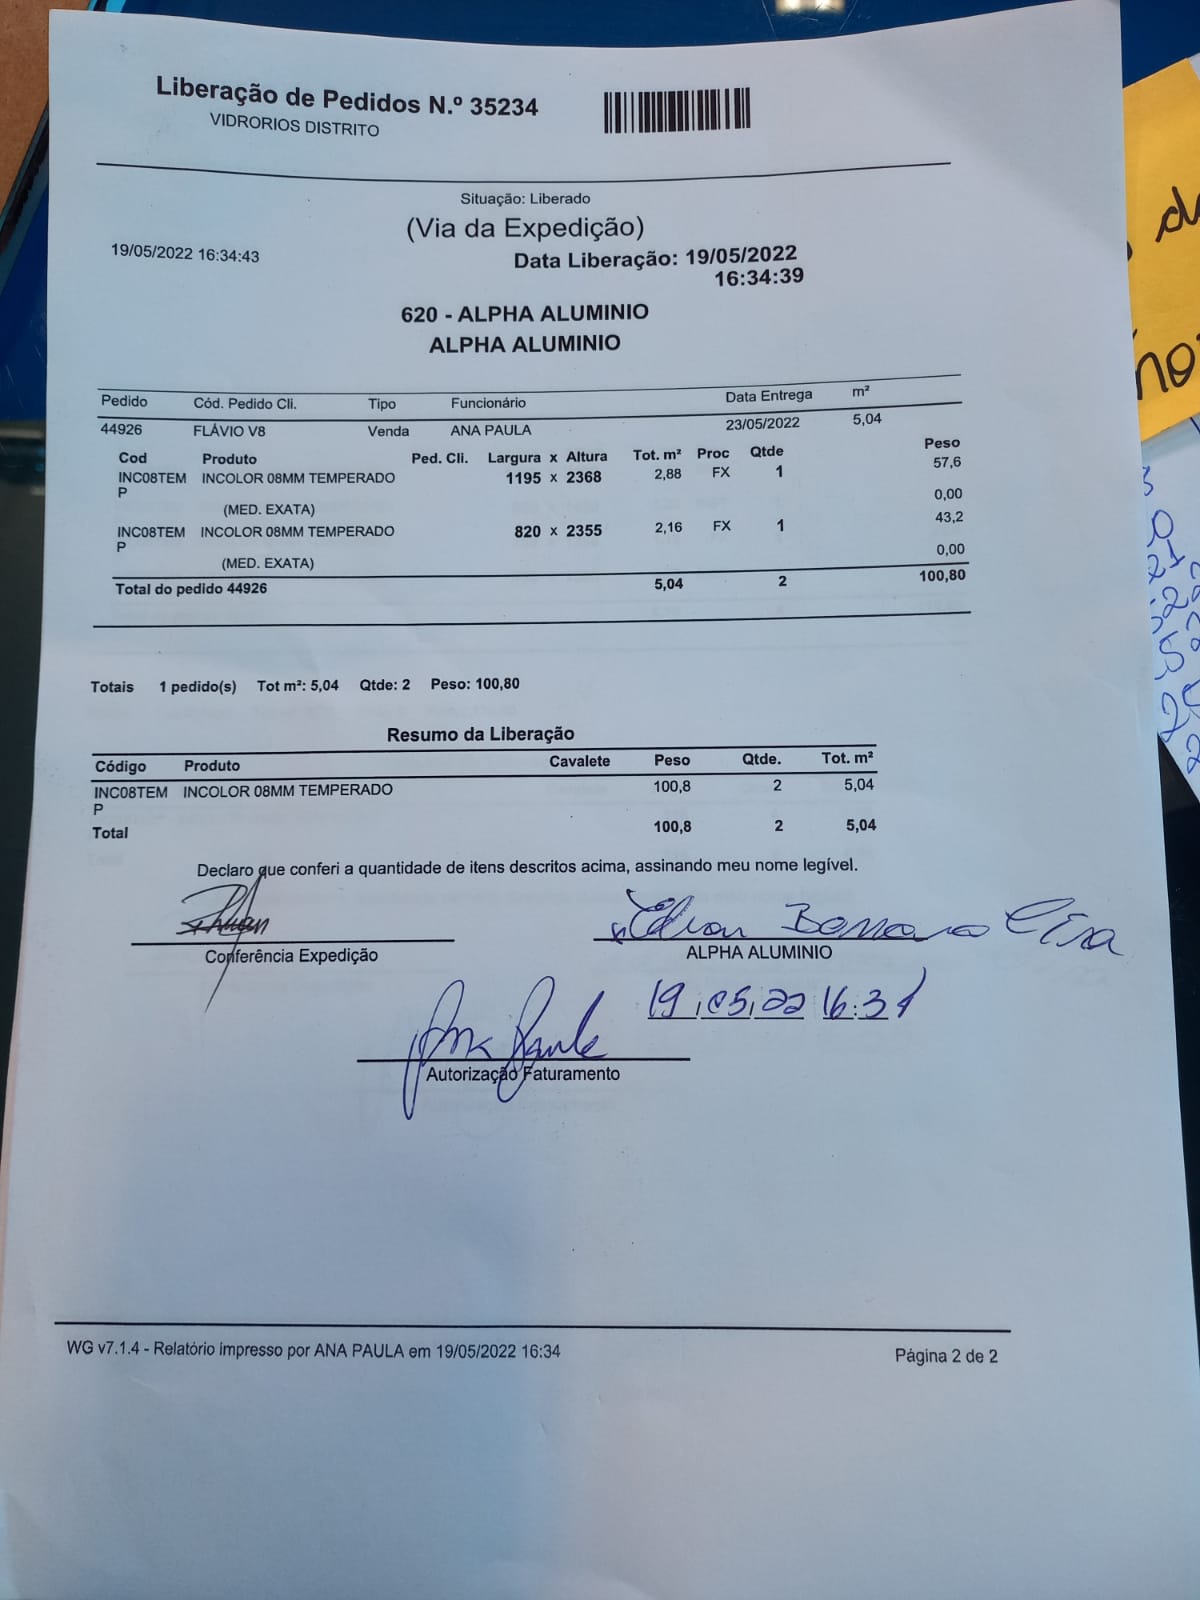 Liberação de Pedidos N.º 35234
VIDRORIOS DISTRITO
Situação: Liberado
(Via da Expedição)
19/05/2022 16:34:43
Data Liberação: 19/05/2022
16:34:39
620 - ALPHA ALUMINIO
ALPHA ALUMINIO
Pedido Cód. Pedido Cli. Tipo Funcionário Data Entrega m²
44926 FLÁVIO V8 Venda ANA PAULA 23/05/2022 5,04
Cod Produto Ped. Cli. Largura x Altura Tot. m² Proc Qtde Peso
INC08TEM INCOLOR 08MM TEMPERADO 1195 x 2368 2,88 FX 1 57,6
P
(MED. EXATA) 0,00
INC08TEM INCOLOR 08MM TEMPERADO 820 x 2355 2,16 FX 1 43,2
P
(MED. EXATA) 0,00
Total do pedido 44926 5,04 2 100,80
Totais 1 pedido(s) Tot m²: 5,04 Qtde: 2 Peso: 100,80
Resumo da Liberação
Código Produto Cavalete Peso Qtde. Tot. m²
INC08TEM INCOLOR 08MM TEMPERADO 100,8 2 5,04
P
Total 100,8 2 5,04
Declaro que conferi a quantidade de itens descritos acima, assinando meu nome legível.
Conferência Expedição
ALPHA ALUMINIO
19,05,22 16:31
Ana Paula
Autorização Faturamento
WG v7.1.4 - Relatório impresso por ANA PAULA em 19/05/2022 16:34
Página 2 de 2